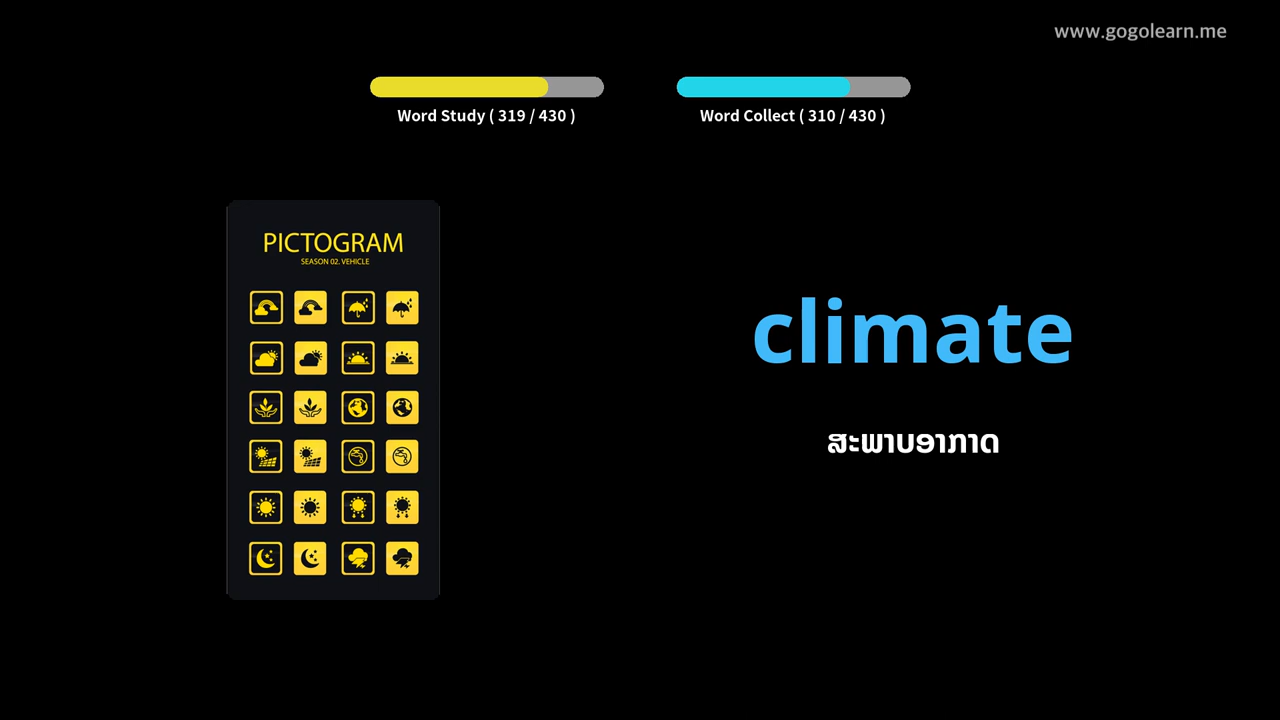 www.gogolearn.me
Word Study ( 319 / 430 )
Word Collect ( 310 / 430 )
PICTOGRAM
SEASON 02. VEHICLE
climate
ສະພາບອາກາດ